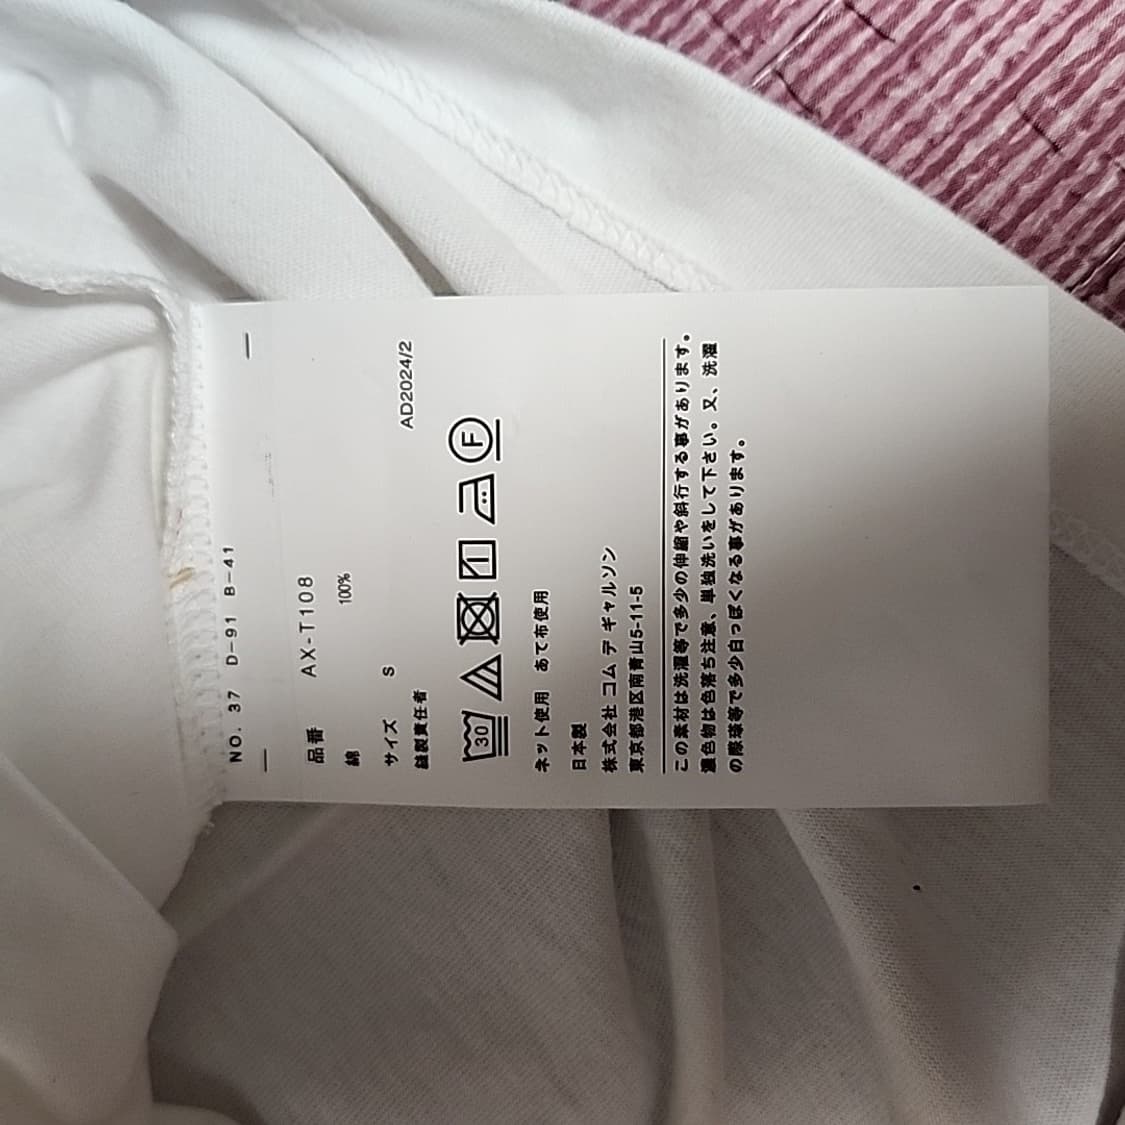 NO. 37 D-91 B-41
品番 AX-T108
綿 100%
サイズ S
縫製責任者 AD2024/2
30
F
ネット使用 あて布使用
日本製
株式会社 コム デ ギャルソン
東京都港区南青山5-11-5
この素材は洗濯等で多少の伸縮や斜行する事があります。
濃色物は色落ち注意、単独洗いをして下さい。又、洗濯
の際等で多少白っぽくなる事があります。